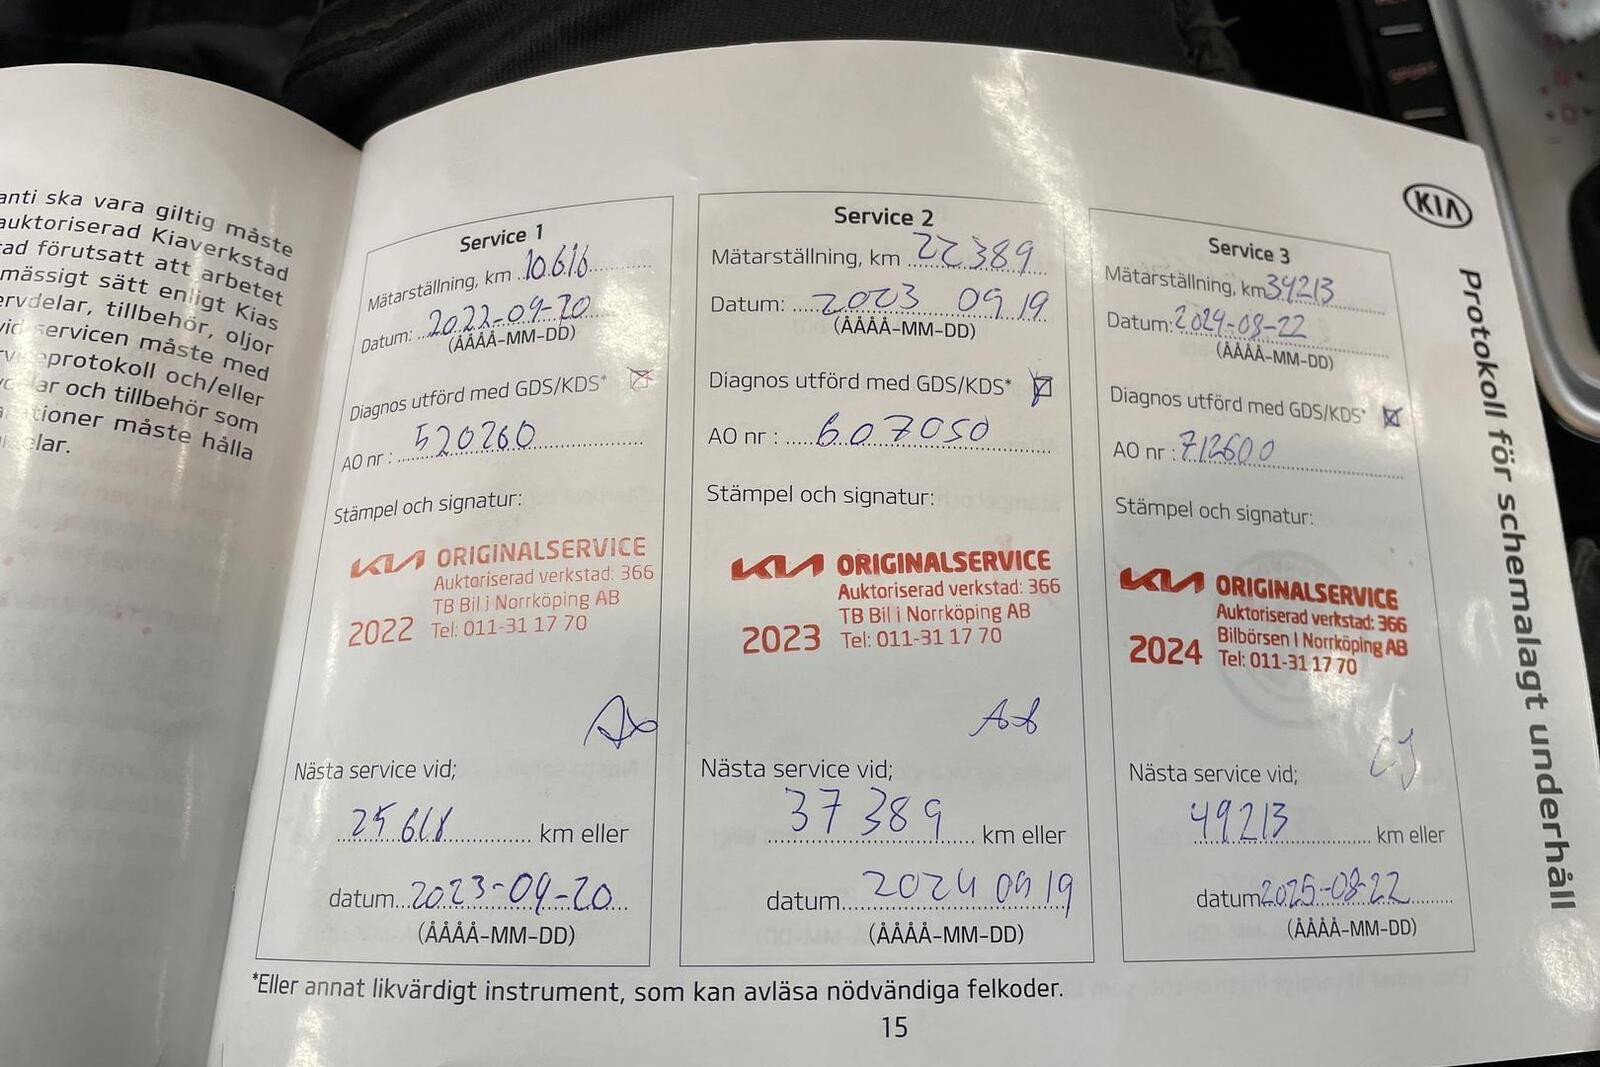 anti ska vara giltig måste
auktoriserad Kiaverkstad
ad förutsatt att arbetet
mässigt sätt enligt Kias
ervdelar, tillbehör, oljor
vid servicen måste med
rviceprotokoll och/eller
ar och tillbehör som
ationer måste hålla
delar.
Service 1
Mätarställning, km 10.616
Datum: 2022-09-20
(ÅÅÅÅ-MM-DD)
Diagnos utförd med GDS/KDS*
AO nr: 520260
Stämpel och signatur:
KIA ORIGINALSERVICE
Auktoriserad verkstad: 366
TB Bil i Norrköping AB
2022 Tel: 011-31 17 70
Nästa service vid;
25616 km eller
datum 2023-09-20
(ÅÅÅÅ-MM-DD)
Service 2
Mätarställning, km 22389
Datum: 2023 09 19
(ÅÅÅÅ-MM-DD)
Diagnos utförd med GDS/KDS*
AO nr: 607050
Stämpel och signatur:
KIA ORIGINALSERVICE
Auktoriserad verkstad: 366
TB Bil i Norrköping AB
2023 Tel: 011-31 17 70
Nästa service vid;
37 389 km eller
datum 2024 09 19
(ÅÅÅÅ-MM-DD)
Service 3
Mätarställning, km 34213
Datum: 2024-08-22
(ÅÅÅÅ-MM-DD)
Diagnos utförd med GDS/KDS*
AO nr: 712600
Stämpel och signatur:
KIA ORIGINALSERVICE
Auktoriserad verkstad: 366
Bilbörsen I Norrköping AB
2024 Tel: 011-31 17 70
Nästa service vid;
49213 km eller
datum 2025-08-22
(ÅÅÅÅ-MM-DD)
*Eller annat likvärdigt instrument, som kan avläsa nödvändiga felkoder.
15
KIA
Protokoll för schemalagt underhåll